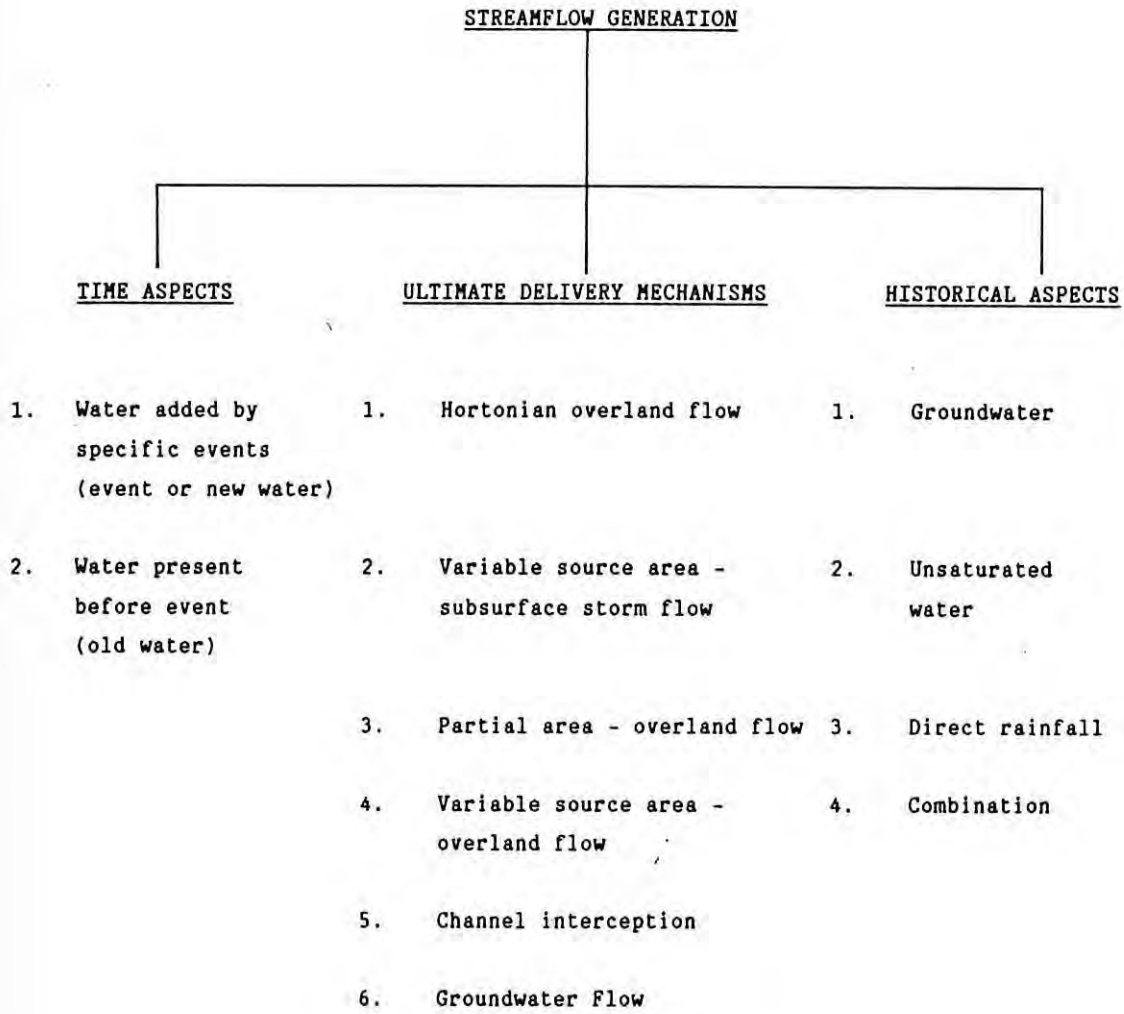 STREAMFLOW GENERATION
TIME ASPECTS
1. Water added by
specific events
(event or new water)
2. Water present
before event
(old water)
ULTIMATE DELIVERY MECHANISMS
1. Hortonian overland flow
2. Variable source area -
subsurface storm flow
3. Partial area - overland flow
4. Variable source area -
overland flow
5. Channel interception
6. Groundwater Flow
HISTORICAL ASPECTS
1. Groundwater
2. Unsaturated
water
3. Direct rainfall
4. Combination